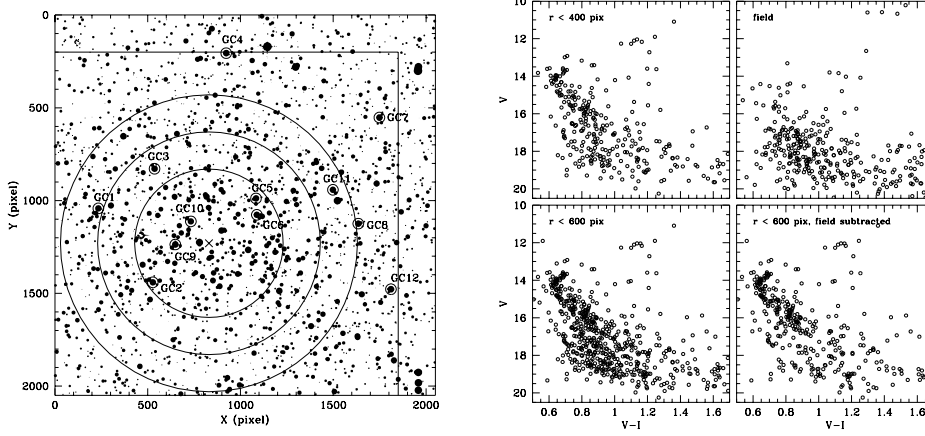 0
500
1000
1500
2000
Y (pixel)
0 500 1000 1500 2000
X (pixel)
GC4
GC7
GC3
GC1
GC5
GC11
GC10
GC6
GC8
GC9
GC2
GC12
r < 400 pix
field
10
12
14
16
18
20
V
r < 600 pix
r < 600 pix, field subtracted
10
12
14
16
18
20
V
0.6 0.8 1 1.2 1.4 1.6
V-I
0.6 0.8 1 1.2 1.4 1.6
V-I